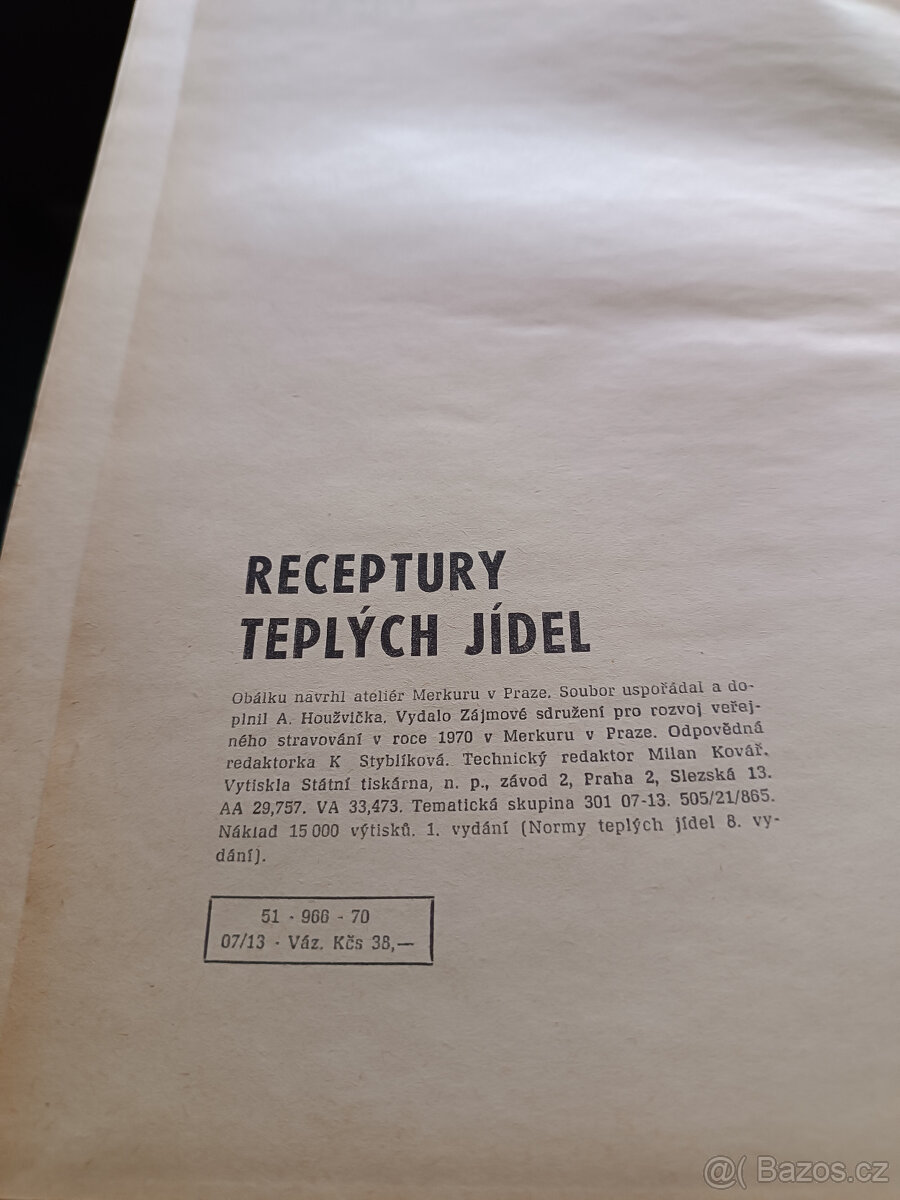 RECEPTURY
TEPLÝCH JÍDEL
Obálku navrhl ateliér Merkuru v Praze. Soubor uspořádal a do-
plnil A. Houžvička. Vydalo Zájmové sdružení pro rozvoj veřej-
ného stravování v roce 1970 v Merkuru v Praze. Odpovědná
redaktorka K Styblíková. Technický redaktor Milan Kovář.
Vytiskla Státní tiskárna, n. p., závod 2, Praha 2, Slezská 13.
AA 29,757. VA 33,473. Tematická skupina 301 07-13. 505/21/865.
Náklad 15 000 výtisků. 1. vydání (Normy teplých jídel 8. vy-
dání).
51 - 966 - 70
07/13 - Váz. Kčs 38,—
@( Bazos.cz